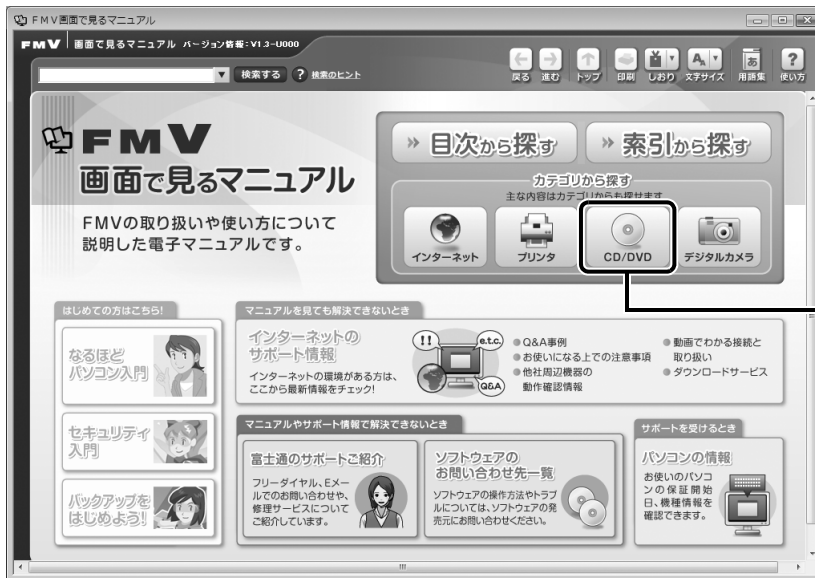 FMV画面で見るマニュアル
FMV 画面で見るマニュアル バージョン情報:V1.3-U000
検索する ? 検索のヒント
戻る 進む トップ 印刷 しおり 文字サイズ 用語集 使い方
FMV
画面で見るマニュアル
FMVの取り扱いや使い方について
説明した電子マニュアルです。
» 目次から探す
» 索引から探す
カテゴリから探す
主な内容はカテゴリからも探せます
インターネット
プリンタ
CD/DVD
デジタルカメラ
はじめての方はこちら!
なるほど
パソコン入門
セキュリティ
入門
バックアップを
はじめよう!
マニュアルを見ても解決できないとき
インターネットの
サポート情報
インターネットの環境がある方は、
ここから最新情報をチェック!
!!
e.t.c.
Q&A
●Q&A事例
●お使いになる上での注意事項
●他社周辺機器の
動作確認情報
●動画でわかる接続と
取り扱い
●ダウンロードサービス
マニュアルやサポート情報で解決できないとき
富士通のサポートご紹介
フリーダイヤル、Eメー
ルでのお問い合わせや、
修理サービスについて
ご紹介しています。
ソフトウェアの
お問い合わせ先一覧
ソフトウェアの操作方法やトラブ
ルについては、ソフトウェアの発
売元にお問い合わせください。
サポートを受けるとき
パソコンの情報
お使いのパソコ
ンの保証開始
日、機種情報を
確認できます。